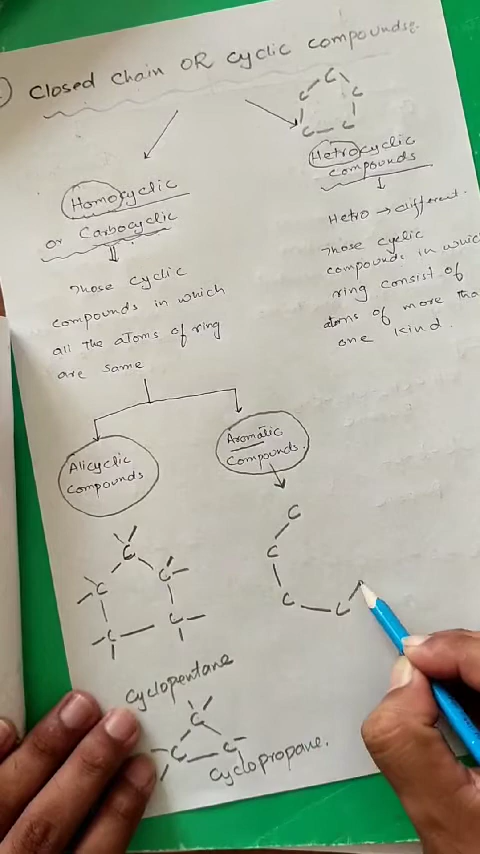 Closed Chain OR Cyclic compounds:-
C
C C
C C
Homocyclic
or Carbocyclic
Those cyclic
compounds in which
all the atoms of ring
are same
Hetrocyclic
compounds
Hetro → different.
Those cyclic
compounds in which
ring consist of
atoms of more than
one kind.
Alicyclic
compounds
Aromatic
Compounds.
C
C C
C C
Cyclopentane
C
C C
Cyclopropane.
C
C
C C